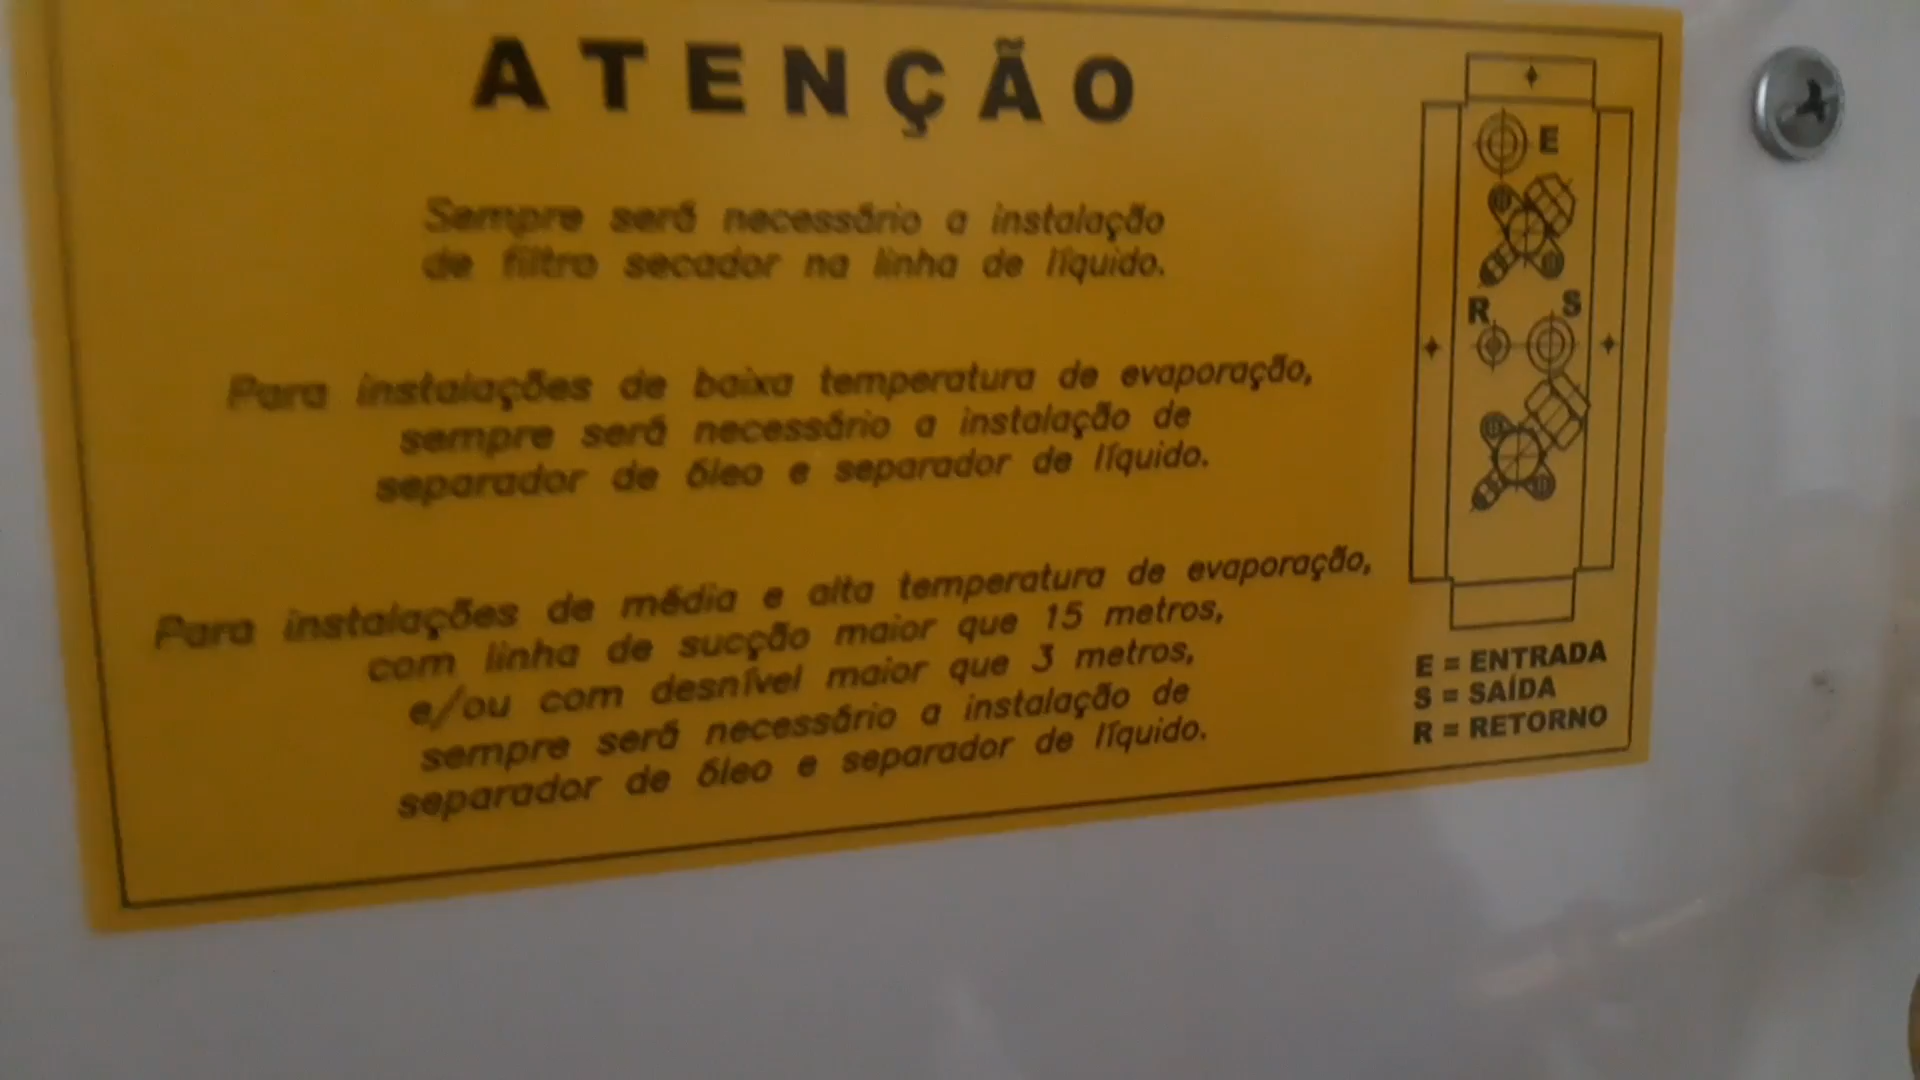 ATENÇÃO
Sempre será necessário a instalação
de filtro secador na linha de líquido.
Para instalações de baixa temperatura de evaporação,
sempre será necessário a instalação de
separador de óleo e separador de líquido.
Para instalações de média e alta temperatura de evaporação,
com linha de sucção maior que 15 metros,
e/ou com desnível maior que 3 metros,
sempre será necessário a instalação de
separador de óleo e separador de líquido.
E
R S
E = ENTRADA
S = SAÍDA
R = RETORNO